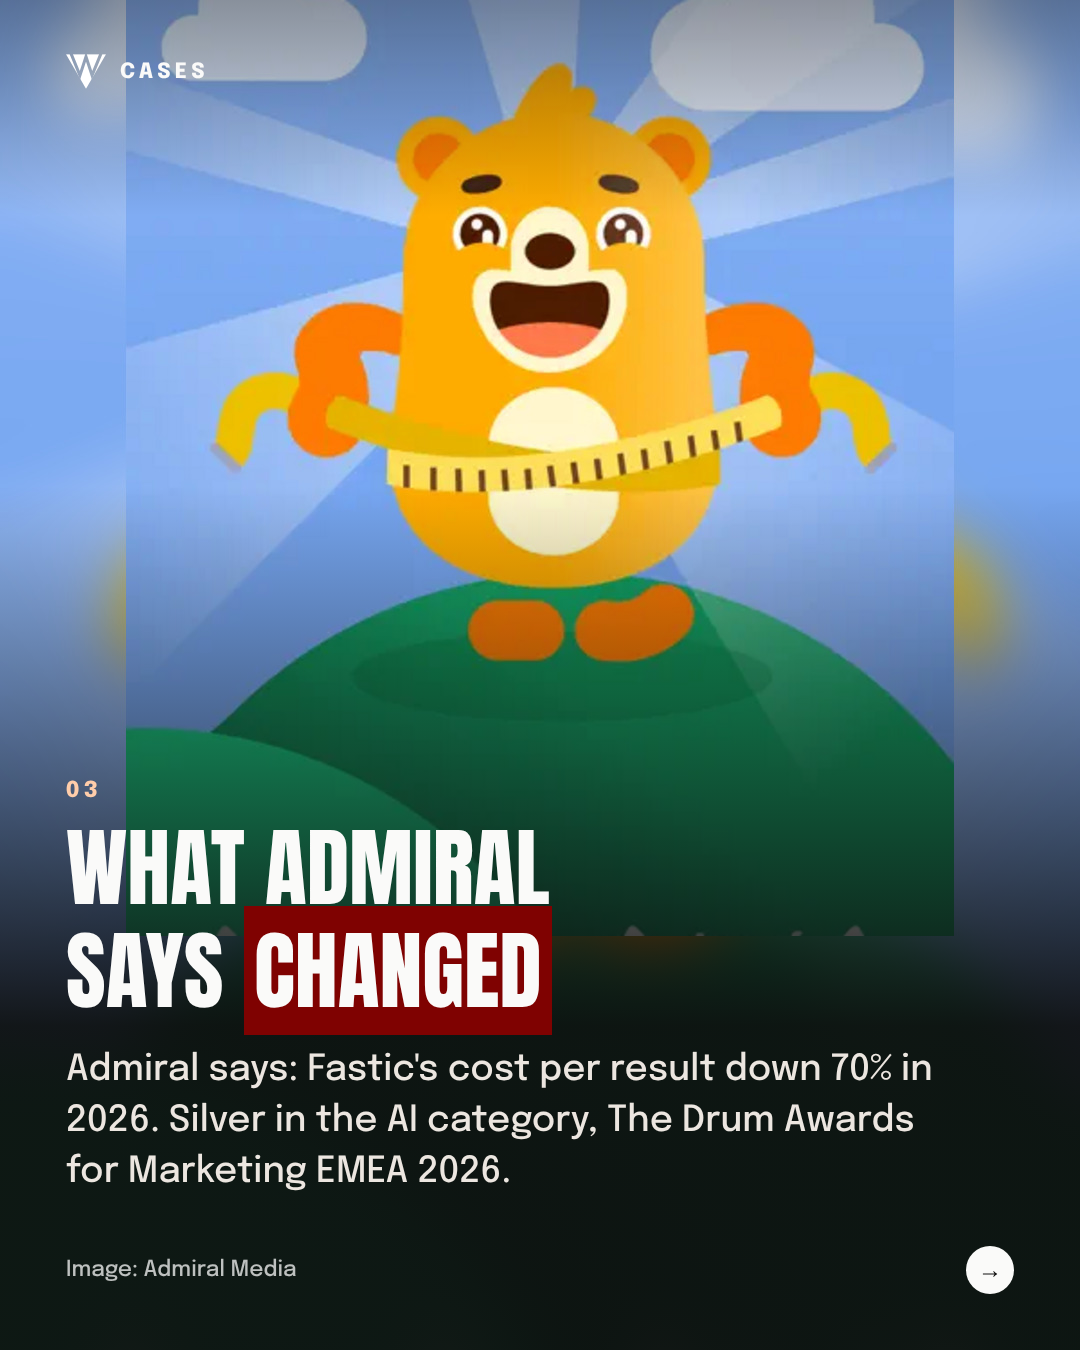 CASES
03
WHAT ADMIRAL
SAYS CHANGED
Admiral says: Fastic's cost per result down 70% in
2026. Silver in the AI category, The Drum Awards
for Marketing EMEA 2026.
Image: Admiral Media
→